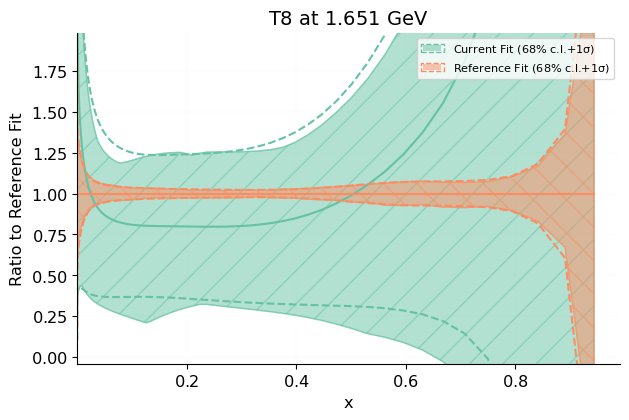 T8 at 1.651 GeV
Current Fit (68% c.l.+1σ)
Reference Fit (68% c.l.+1σ)
Ratio to Reference Fit
1.75
1.50
1.25
1.00
0.75
0.50
0.25
0.00
0.2 0.4 0.6 0.8
x